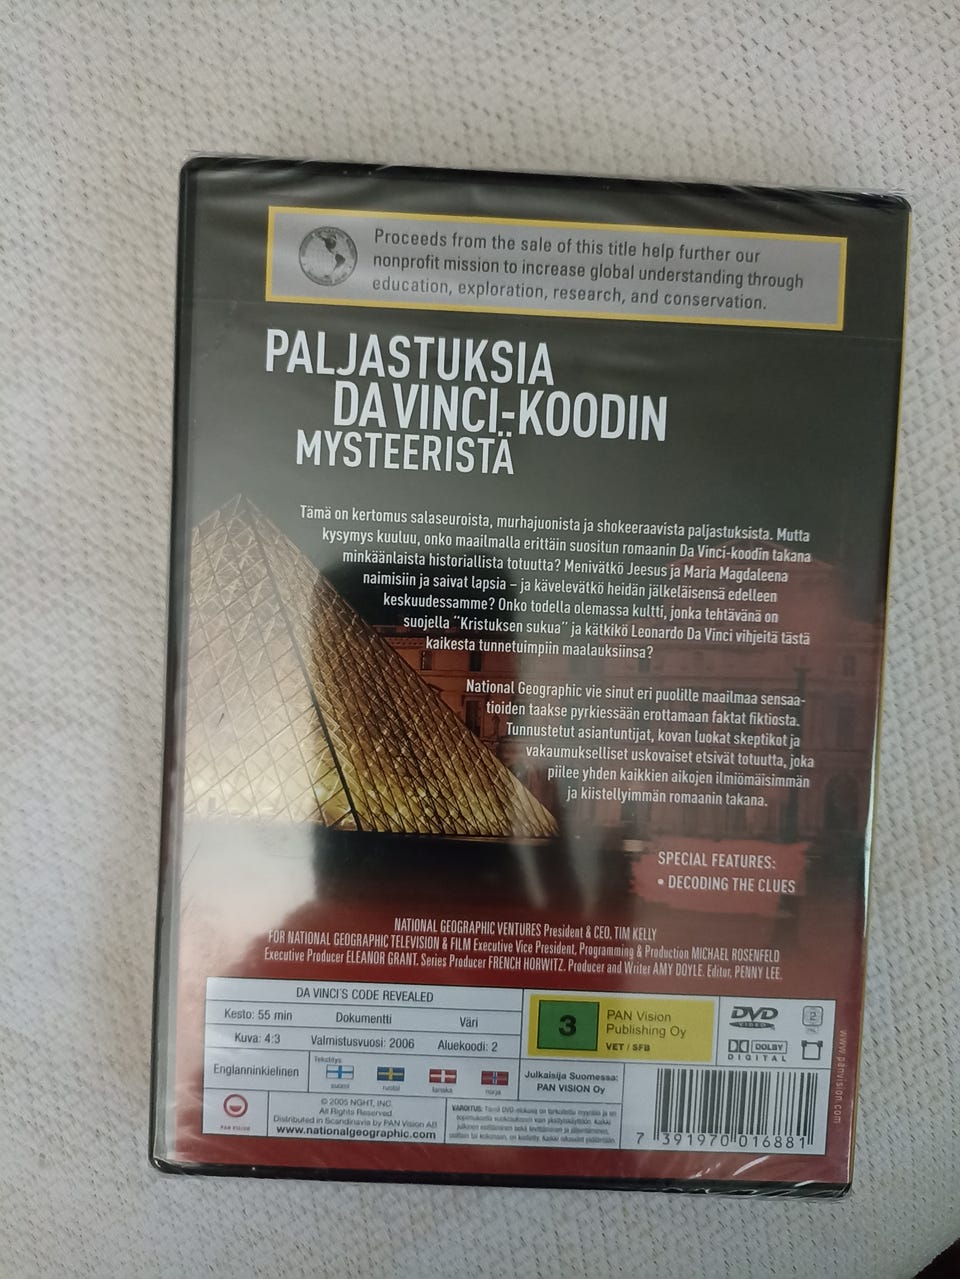 Proceeds from the sale of this title help further our
nonprofit mission to increase global understanding through
education, exploration, research, and conservation.
PALJASTUKSIA
DA VINCI-KOODIN
MYSTEERISTÄ
Tämä on kertomus salaseuroista, murhajuonista ja shokeeraavista paljastuksista. Mutta
kysymys kuuluu, onko maailmalla erittäin suositun romaanin Da Vinci-koodin takana
minkäänlaista historiallista totuutta? Menivätkö Jeesus ja Maria Magdaleena
naimisiin ja saivat lapsia – ja kävelevätkö heidän jälkeläisensä edelleen
keskuudessamme? Onko todella olemassa kultti, jonka tehtävänä on
suojella ”Kristuksen sukua” ja kätkikö Leonardo Da Vinci vihjeitä tästä
kaikesta tunnetuimpiin maalauksiinsa?
National Geographic vie sinut eri puolille maailmaa sensaa-
tioiden taakse pyrkiessään erottamaan faktat fiktiosta.
Tunnustetut asiantuntijat, kovan luokat skeptikot ja
vakaumukselliset uskovaiset etsivät totuutta, joka
piilee yhden kaikkien aikojen ilmiömäisimmän
ja kiistellyimmän romaanin takana.
SPECIAL FEATURES:
• DECODING THE CLUES
NATIONAL GEOGRAPHIC VENTURES President & CEO, TIM KELLY
FOR NATIONAL GEOGRAPHIC TELEVISION & FILM Executive Vice President, Programming & Production MICHAEL ROSENFELD
Executive Producer ELEANOR GRANT. Series Producer FRENCH HORWITZ. Producer and Writer AMY DOYLE. Editor, PENNY LEE.
DA VINCI'S CODE REVEALED
Kesto: 55 min Dokumentti Väri
Kuva: 4:3 Valmistusvuosi: 2006 Aluekoodi: 2
Englanninkielinen
Tekstitys:
suomi ruotsi tanska norja
3
PAN Vision
Publishing Oy
VET / SFB
DVD
VIDEO
DOLBY
DIGITAL
2
Julkaisija Suomessa:
PAN VISION Oy
PAN VISION
© 2005 NGHT, INC.
All Rights Reserved.
Distributed in Scandinavia by PAN Vision AB
www.nationalgeographic.com
VAROITUS: Tämä DVD-elokuva on tarkoitettu
7 391970 016881
www.panvision.com